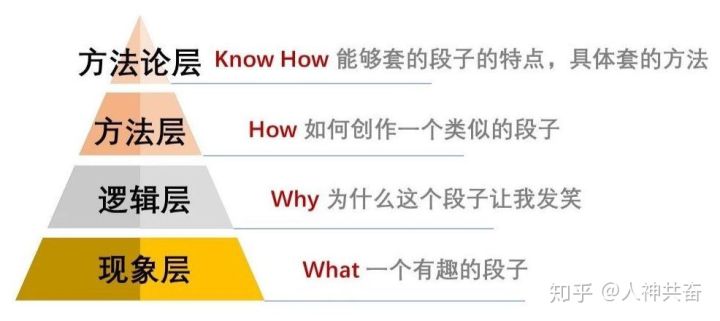 方法论层 Know How 能够套的段子的特点，具体套的方法
方法层 How 如何创作一个类似的段子
逻辑层 Why 为什么这个段子让我发笑
现象层 What 一个有趣的段子
知乎 @人神共奋